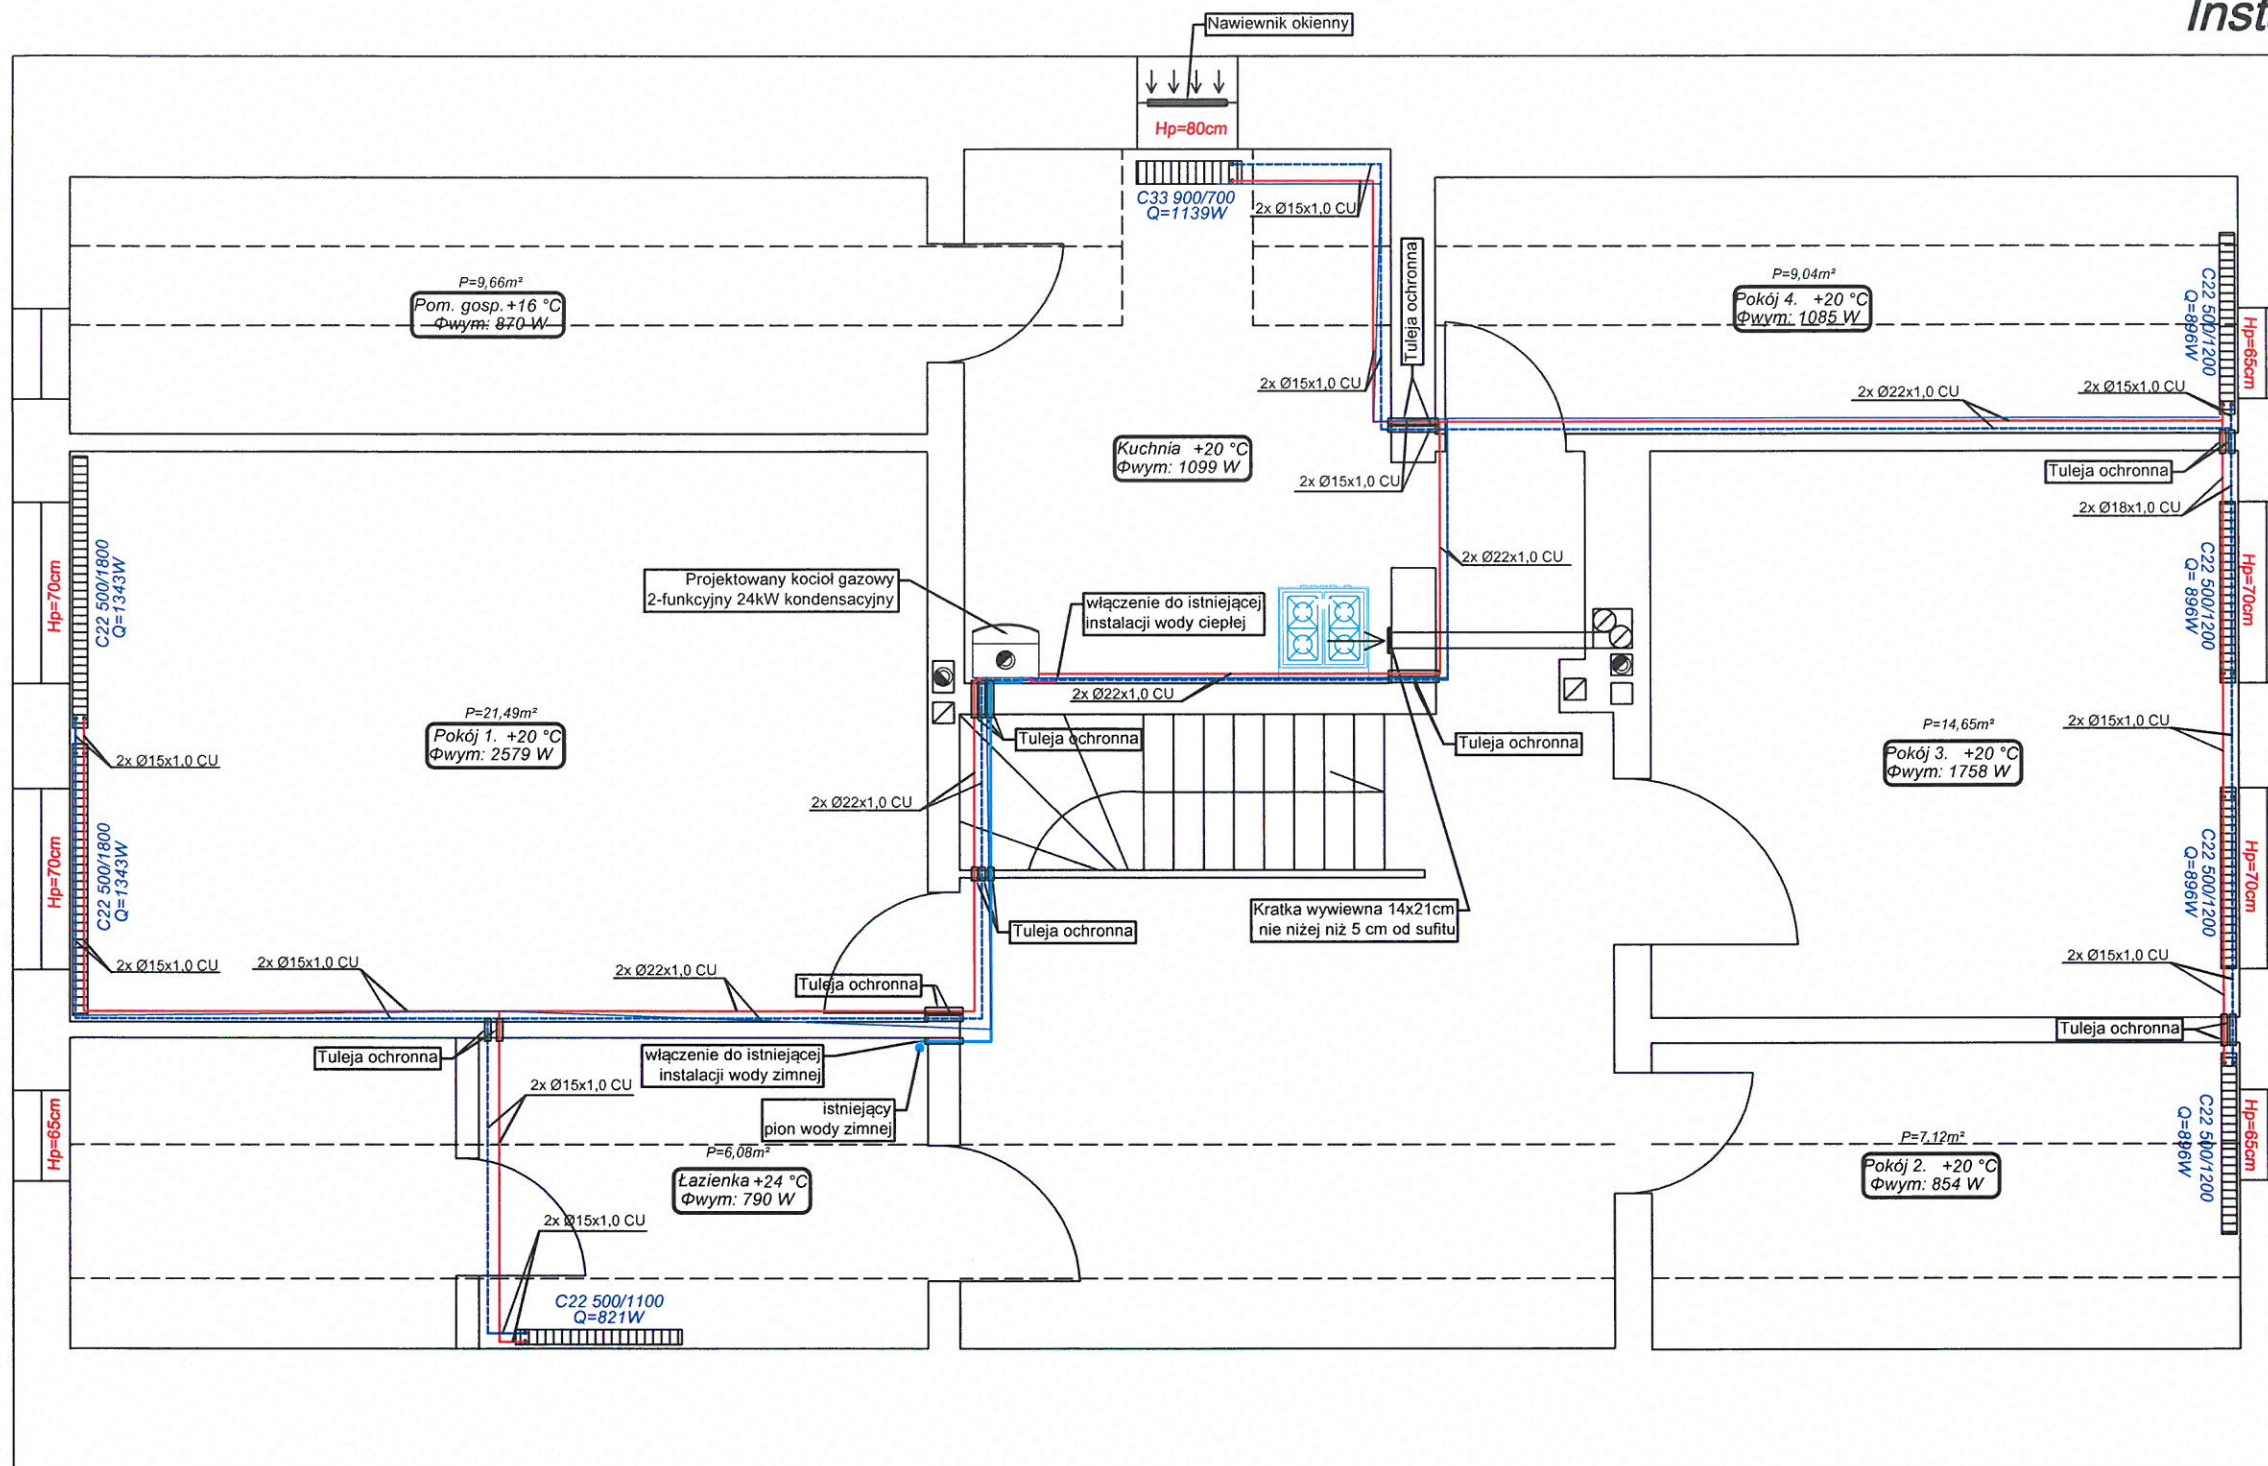 Inst
Nawiewnik okienny
Hp=80cm
C33 900/700
Q=1139W
2x Ø15x1,0 CU
Tuleja ochronna
P=9,66m²
Pom. gosp.+16 °C
Φwym: 870 W
P=9,04m²
Pokój 4. +20 °C
Φwym: 1085 W
C22 500/1200
Q=896W
Hp=65cm
2x Ø15x1,0 CU
2x Ø22x1,0 CU
2x Ø15x1,0 CU
Kuchnia +20 °C
Φwym: 1099 W
2x Ø15x1,0 CU
Tuleja ochronna
2x Ø18x1,0 CU
Hp=70cm
C22 500/1800
Q=1343W
Projektowany kocioł gazowy
2-funkcyjny 24kW kondensacyjny
włączenie do istniejącej
instalacji wody ciepłej
2x Ø22x1,0 CU
C22 500/1200
Q= 896W
Hp=70cm
2x Ø22x1,0 CU
P=21,49m²
Pokój 1. +20 °C
Φwym: 2579 W
Tuleja ochronna
Tuleja ochronna
P=14,65m²
Pokój 3. +20 °C
Φwym: 1758 W
2x Ø15x1,0 CU
2x Ø15x1,0 CU
2x Ø22x1,0 CU
Hp=70cm
C22 500/1800
Q=1343W
C22 500/1200
Q=896W
Hp=70cm
Kratka wywiewna 14x21cm
nie niżej niż 5 cm od sufitu
Tuleja ochronna
2x Ø15x1,0 CU
2x Ø15x1,0 CU
2x Ø22x1,0 CU
Tuleja ochronna
2x Ø15x1,0 CU
Tuleja ochronna
włączenie do istniejącej
instalacji wody zimnej
Tuleja ochronna
2x Ø15x1,0 CU
istniejący
pion wody zimnej
Hp=65cm
P=6,08m²
Łazienka +24 °C
Φwym: 790 W
P=7,12m²
Pokój 2. +20 °C
Φwym: 854 W
C22 500/1200
Q=896W
Hp=65cm
2x Ø15x1,0 CU
C22 500/1100
Q=821W